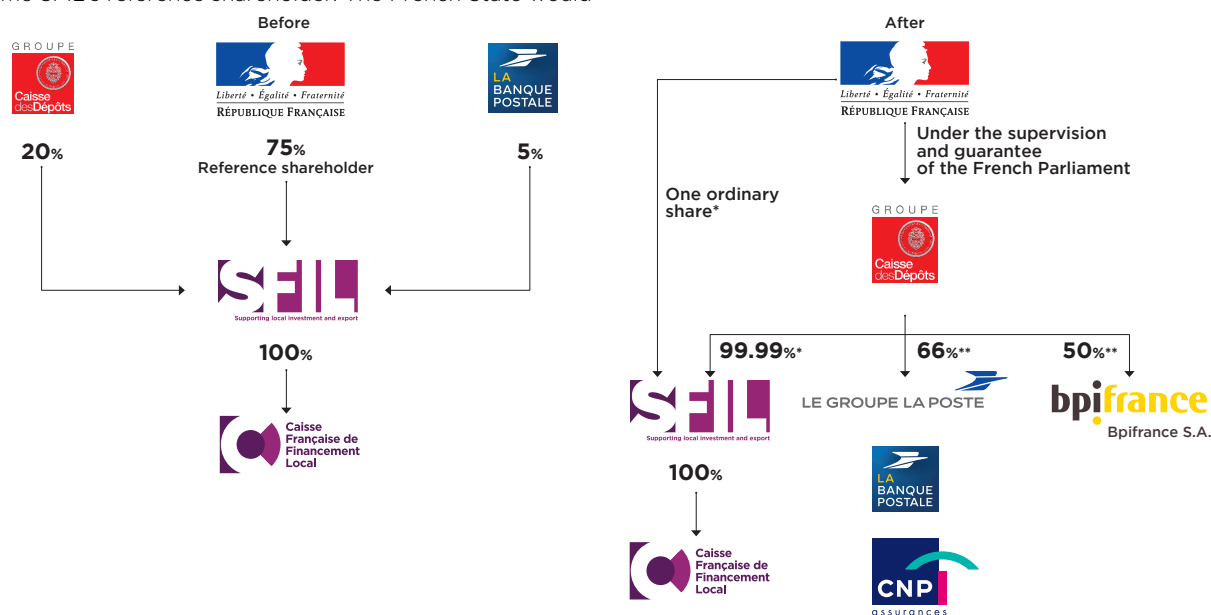 Before
GROUPE
Caisse
desDépôts
Liberté • Égalité • Fraternité
RÉPUBLIQUE FRANÇAISE
LA
BANQUE
POSTALE
20%
75%
Reference shareholder
5%
SFIL
Supporting local investment and export
100%
Caisse
Française de
Financement
Local
After
Liberté • Égalité • Fraternité
RÉPUBLIQUE FRANÇAISE
Under the supervision
and guarantee
of the French Parliament
One ordinary
share*
GROUPE
Caisse
desDépôts
99.99%*
66%**
50%**
SFIL
Supporting local investment and export
LE GROUPE LA POSTE
bpifrance
Bpifrance S.A.
100%
LA
BANQUE
POSTALE
Caisse
Française de
Financement
Local
CNP
assurances